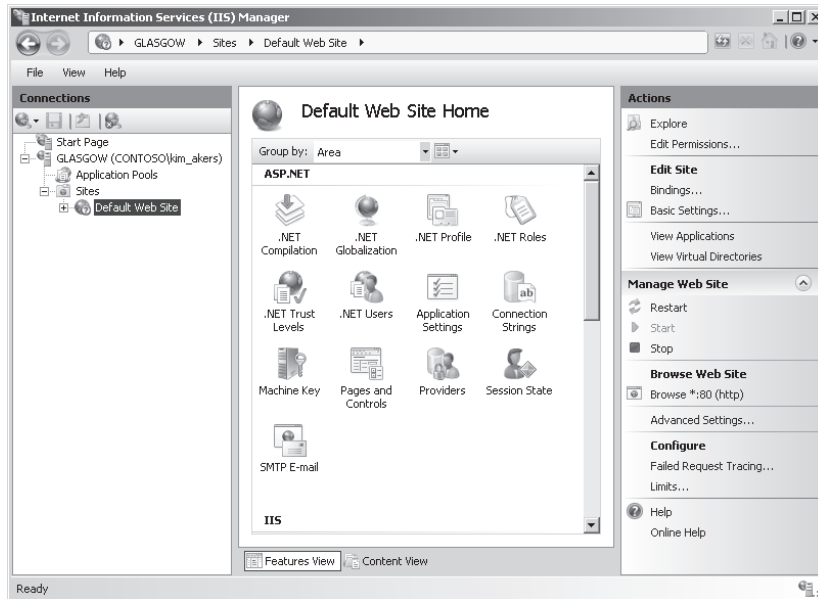 Internet Information Services (IIS) Manager
GLASGOW Sites Default Web Site
File View Help
Connections
Start Page
GLASGOW (CONTOSO\kim_akers)
Application Pools
Sites
Default Web Site
Default Web Site Home
Group by: Area
ASP.NET
.NET Compilation
.NET Globalization
.NET Profile
.NET Roles
.NET Trust Levels
.NET Users
Application Settings
Connection Strings
ab
Machine Key
Pages and Controls
Providers
Session State
SMTP E-mail
IIS
Features View
Content View
Actions
Explore
Edit Permissions...
Edit Site
Bindings...
Basic Settings...
View Applications
View Virtual Directories
Manage Web Site
Restart
Start
Stop
Browse Web Site
Browse *:80 (http)
Advanced Settings...
Configure
Failed Request Tracing...
Limits...
Help
Online Help
Ready